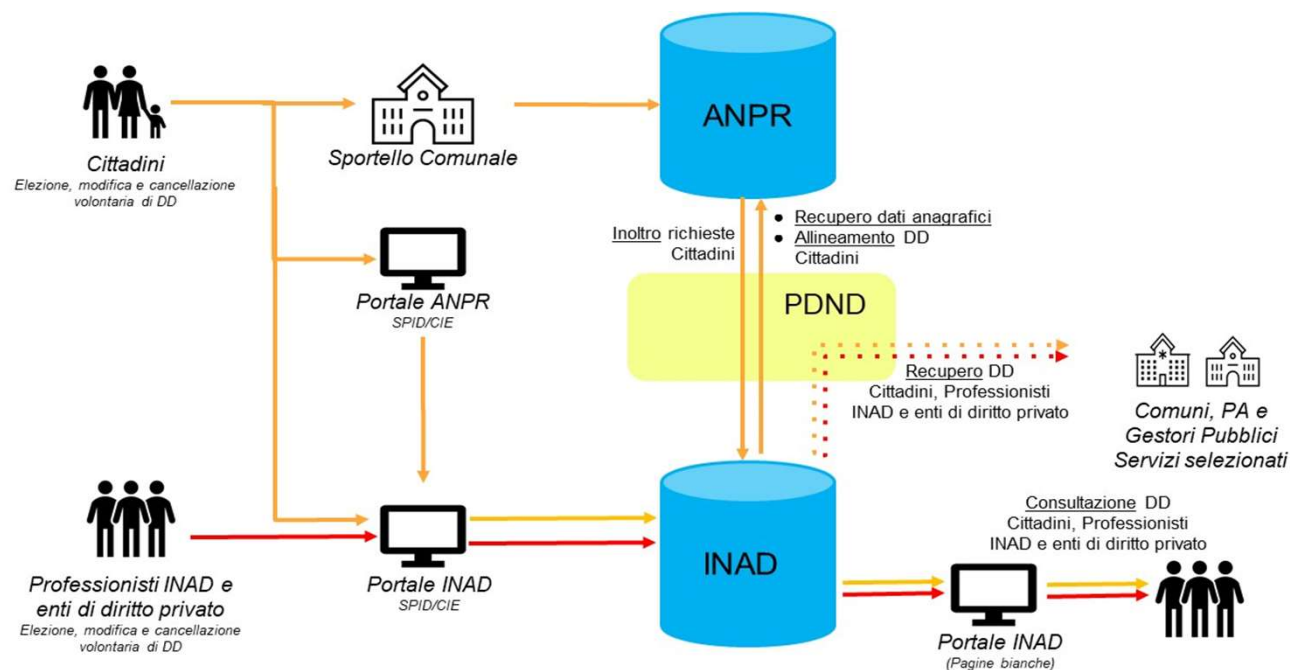 ANPR
Cittadini
Elezione, modifica e cancellazione
volontaria di DD
Sportello Comunale
Inoltro richieste
Cittadini
• Recupero dati anagrafici
• Allineamento DD
Cittadini
Portale ANPR
SPID/CIE
PDND
Recupero DD
Cittadini, Professionisti
INAD e enti di diritto privato
Comuni, PA e
Gestori Pubblici
Servizi selezionati
Professionisti INAD e
enti di diritto privato
Elezione, modifica e cancellazione
volontaria di DD
Portale INAD
SPID/CIE
INAD
Consultazione DD
Cittadini, Professionisti
INAD e enti di diritto privato
Portale INAD
(Pagine bianche)